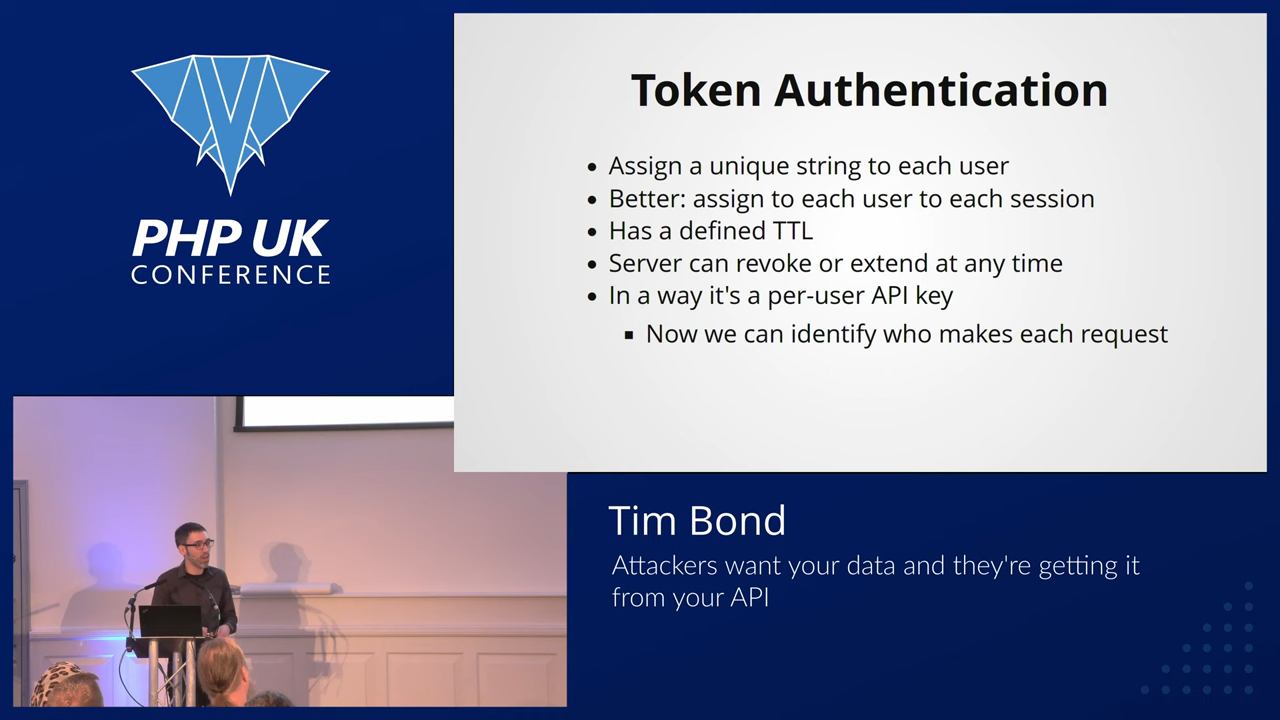 PHP UK
CONFERENCE
Token Authentication
Assign a unique string to each user
Better: assign to each user to each session
Has a defined TTL
Server can revoke or extend at any time
In a way it's a per-user API key
Now we can identify who makes each request
Tim Bond
Attackers want your data and they're getting it
from your API